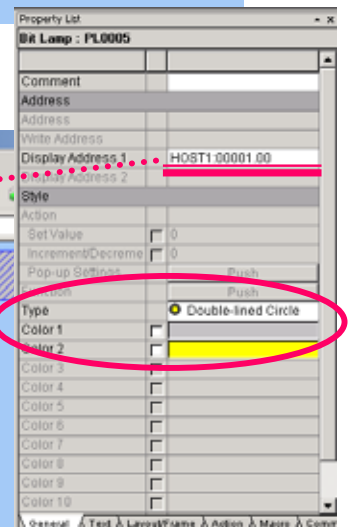 Property List
Bit Lamp : PL0005
Comment
Address
Address
Write Address
Display Address 1 HOST1:00001.00
Display Address 2
Style
Action
Set Value 0
Increment/Decreme 0
Pop-up Settings Push
Function Push
Type Double-lined Circle
Color 1
Color 2
Color 3
Color 4
Color 5
Color 6
Color 7
Color 8
Color 9
Color 10
General Text Layout/Frame Action Macro Comm